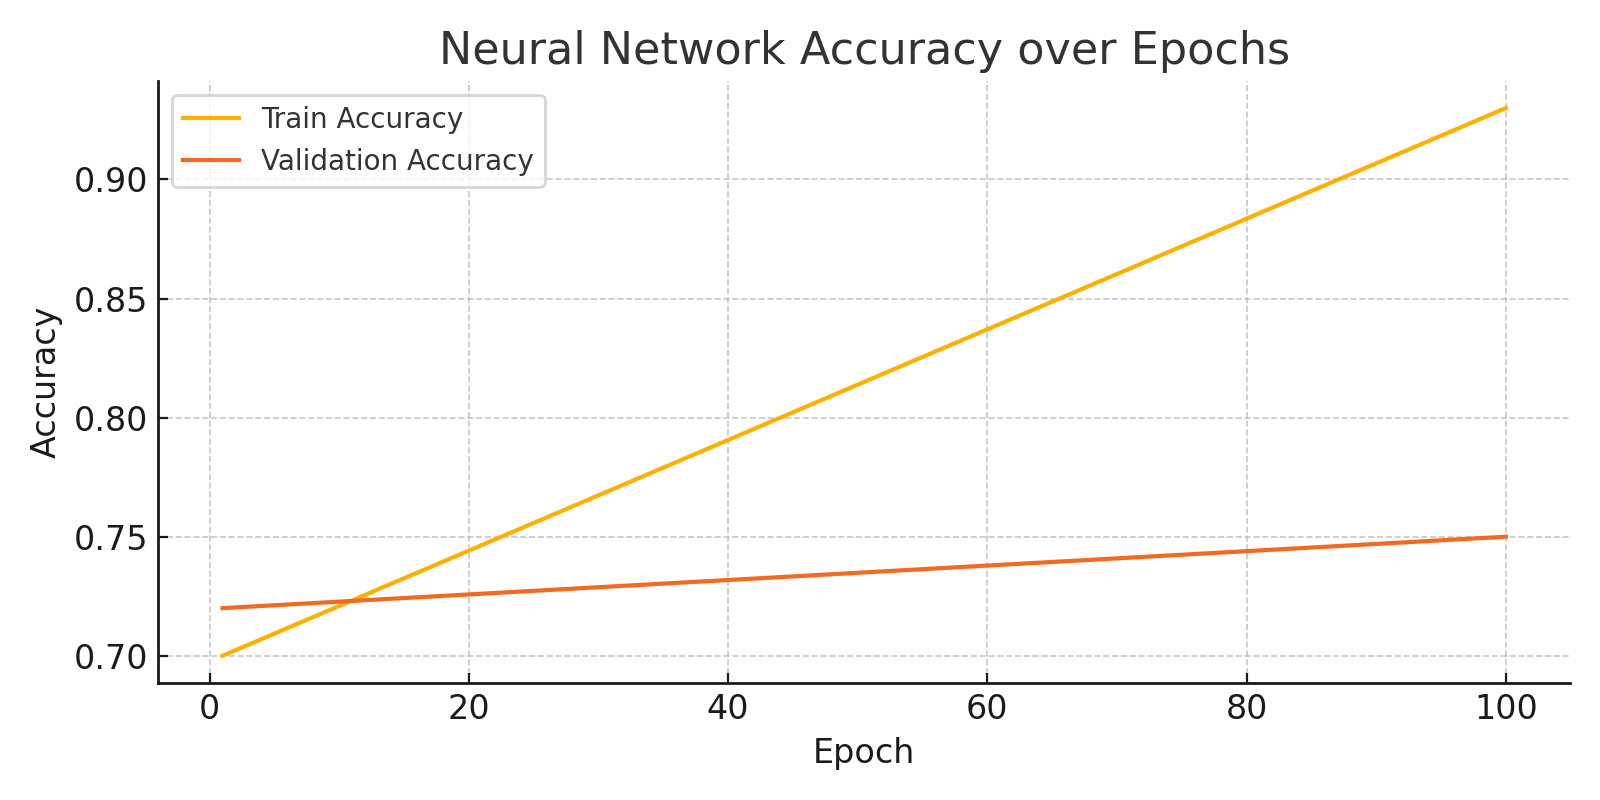 Neural Network Accuracy over Epochs
Train Accuracy
Validation Accuracy
Accuracy
0.90
0.85
0.80
0.75
0.70
0 20 40 60 80 100
Epoch